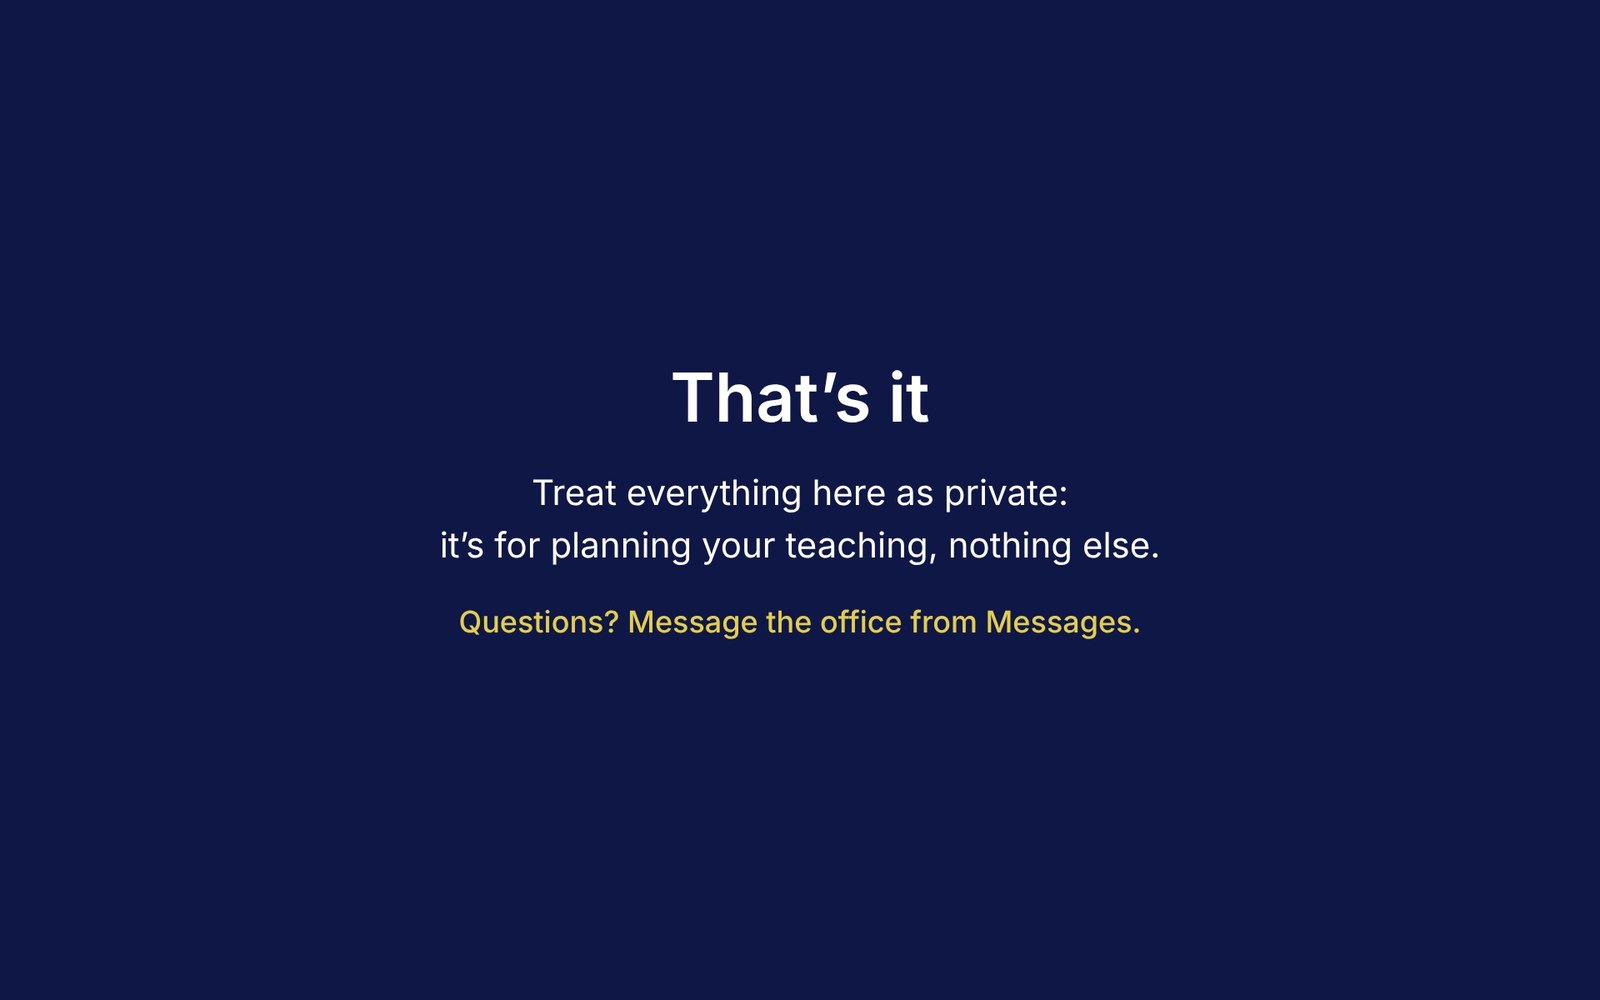 That’s it
Treat everything here as private:
it’s for planning your teaching, nothing else.
Questions? Message the office from Messages.